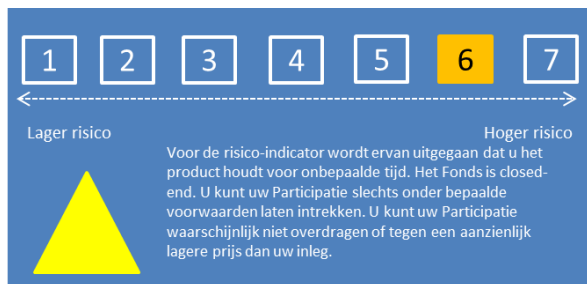 1 2 3 4 5 6 7
Lager risico Hoger risico
Voor de risico-indicator wordt ervan uitgegaan dat u het
product houdt voor onbepaalde tijd. Het Fonds is closed-
end. U kunt uw Participatie slechts onder bepaalde
voorwaarden laten intrekken. U kunt uw Participatie
waarschijnlijk niet overdragen of tegen een aanzienlijk
lagere prijs dan uw inleg.